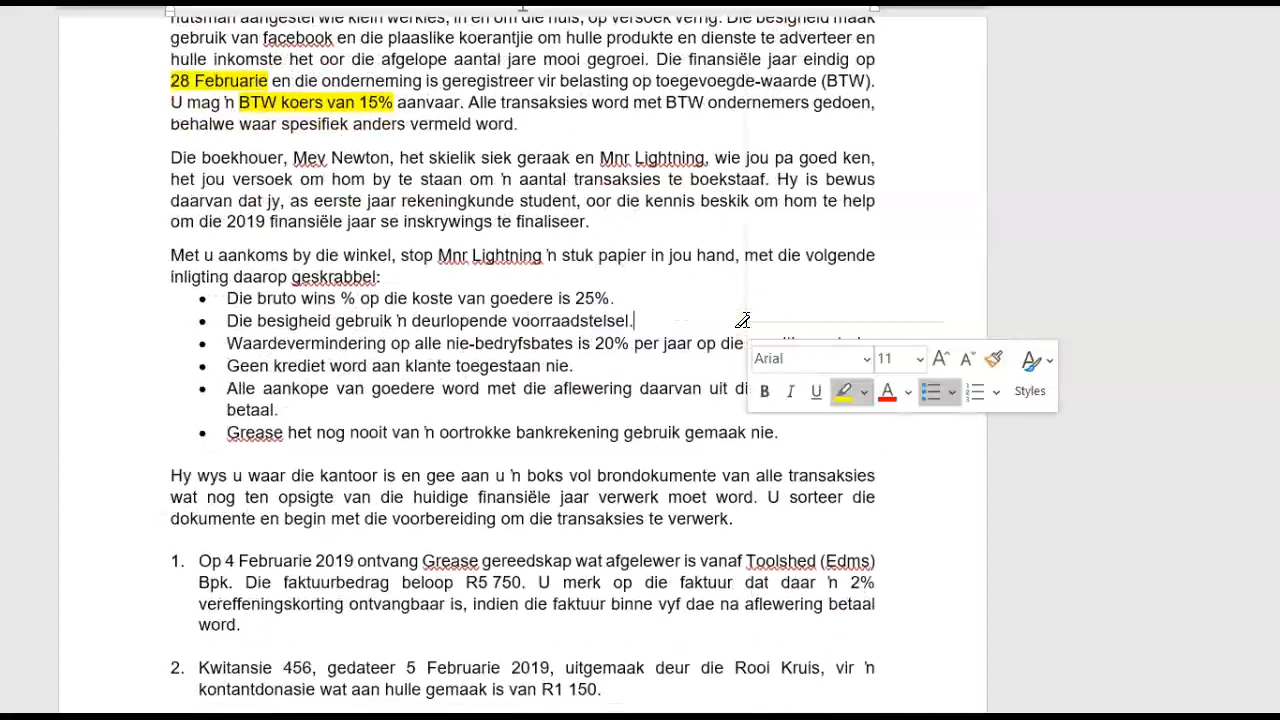 hutsman aangestel wie klein werkies, in en om die huis, op versoek verrig. Die besigheid maak
gebruik van facebook en die plaaslike koerantjie om hulle produkte en dienste te adverteer en
hulle inkomste het oor die afgelope aantal jare mooi gegroei. Die finansiële jaar eindig op
28 Februarie en die onderneming is geregistreer vir belasting op toegevoegde-waarde (BTW).
U mag 'n BTW koers van 15% aanvaar. Alle transaksies word met BTW ondernemers gedoen,
behalwe waar spesifiek anders vermeld word.
Die boekhouer, Mev Newton, het skielik siek geraak en Mnr Lightning, wie jou pa goed ken,
het jou versoek om hom by te staan om 'n aantal transaksies te boekstaaf. Hy is bewus
daarvan dat jy, as eerste jaar rekeningkunde student, oor die kennis beskik om hom te help
om die 2019 finansiële jaar se inskrywings te finaliseer.
Met u aankoms by die winkel, stop Mnr Lightning 'n stuk papier in jou hand, met die volgende
inligting daarop geskrabbel:
• Die bruto wins % op die koste van goedere is 25%.
• Die besigheid gebruik 'n deurlopende voorraadstelsel.
• Waardevermindering op alle nie-bedryfsbates is 20% per jaar op die
Arial 11
B I U A Styles
• Geen krediet word aan klante toegestaan nie.
• Alle aankope van goedere word met die aflewering daarvan uit
betaal.
• Grease het nog nooit van 'n oortrokke bankrekening gebruik gemaak nie.
Hy wys u waar die kantoor is en gee aan u 'n boks vol brondokumente van alle transaksies
wat nog ten opsigte van die huidige finansiële jaar verwerk moet word. U sorteer die
dokumente en begin met die voorbereiding om die transaksies te verwerk.
1. Op 4 Februarie 2019 ontvang Grease gereedskap wat afgelewer is vanaf Toolshed (Edms)
Bpk. Die faktuurbedrag beloop R5 750. U merk op die faktuur dat daar 'n 2%
vereffeningskorting ontvangbaar is, indien die faktuur binne vyf dae na aflewering betaal
word.
2. Kwitansie 456, gedateer 5 Februarie 2019, uitgemaak deur die Rooi Kruis, vir 'n
kontantdonasie wat aan hulle gemaak is van R1 150.